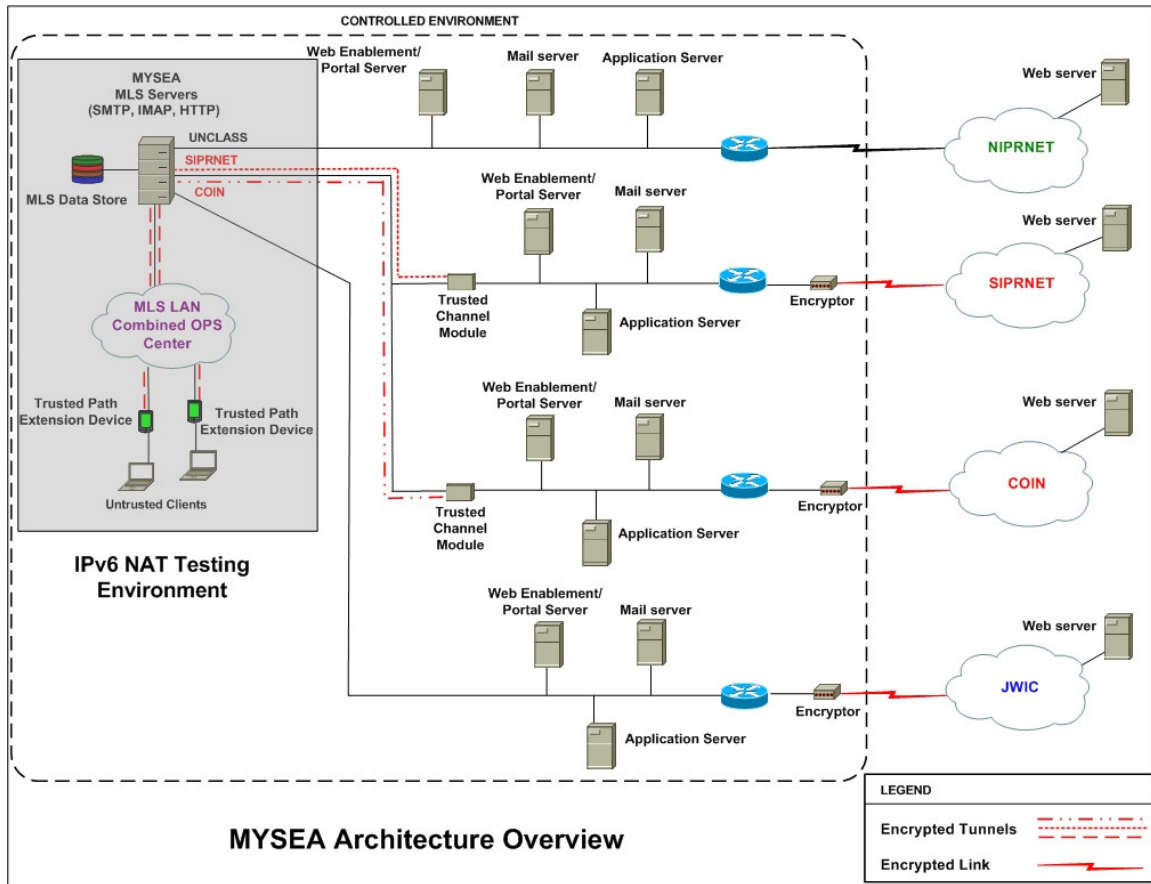 CONTROLLED ENVIRONMENT
MYSEA
MLS Servers
(SMTP, IMAP, HTTP)
MLS Data Store
UNCLASS
SIPRNET
COIN
MLS LAN
Combined OPS
Center
Trusted Path
Extension Device
Trusted Path
Extension Device
Untrusted Clients
IPv6 NAT Testing
Environment
Web Enablement/
Portal Server
Mail server
Application Server
Web server
NIPRNET
Web Enablement/
Portal Server
Mail server
Trusted
Channel
Module
Application Server
Encryptor
Web server
SIPRNET
Web Enablement/
Portal Server
Mail server
Trusted
Channel
Module
Application Server
Encryptor
Web server
COIN
Web Enablement/
Portal Server
Mail server
Application Server
Encryptor
Web server
JWIC
MYSEA Architecture Overview
LEGEND
Encrypted Tunnels
Encrypted Link